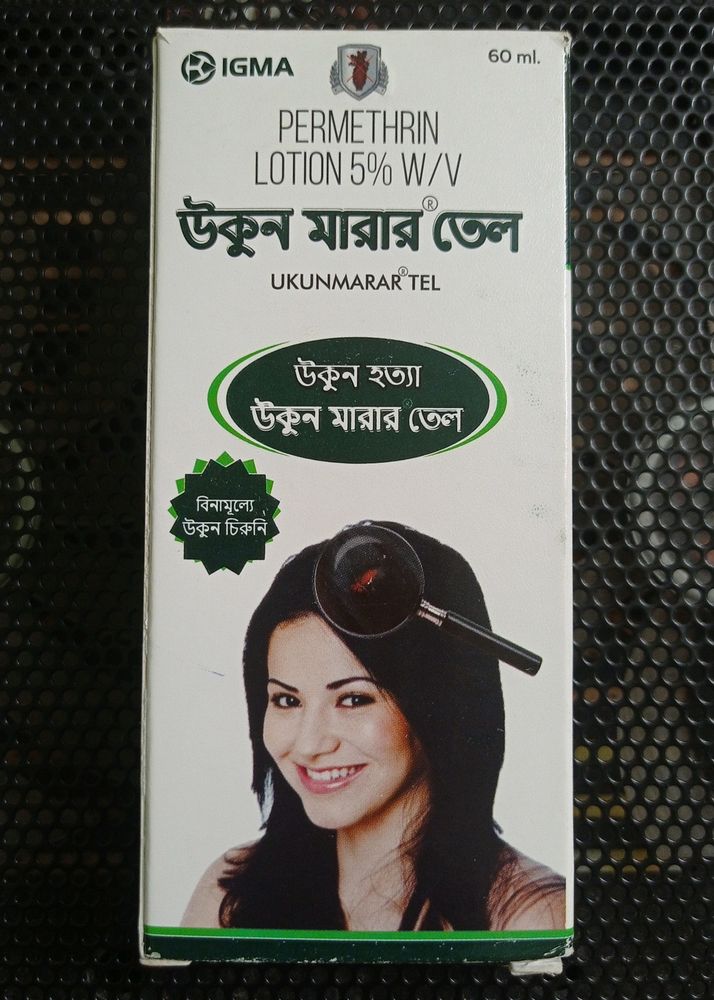 IGMA
60 ml.
PERMETHRIN
LOTION 5% W/V
উকুন মারার® তেল
UKUNMARAR® TEL
উকুন হত্যা
উকুন মারার® তেল
বিনামূল্যে
উকুন চিরুনি